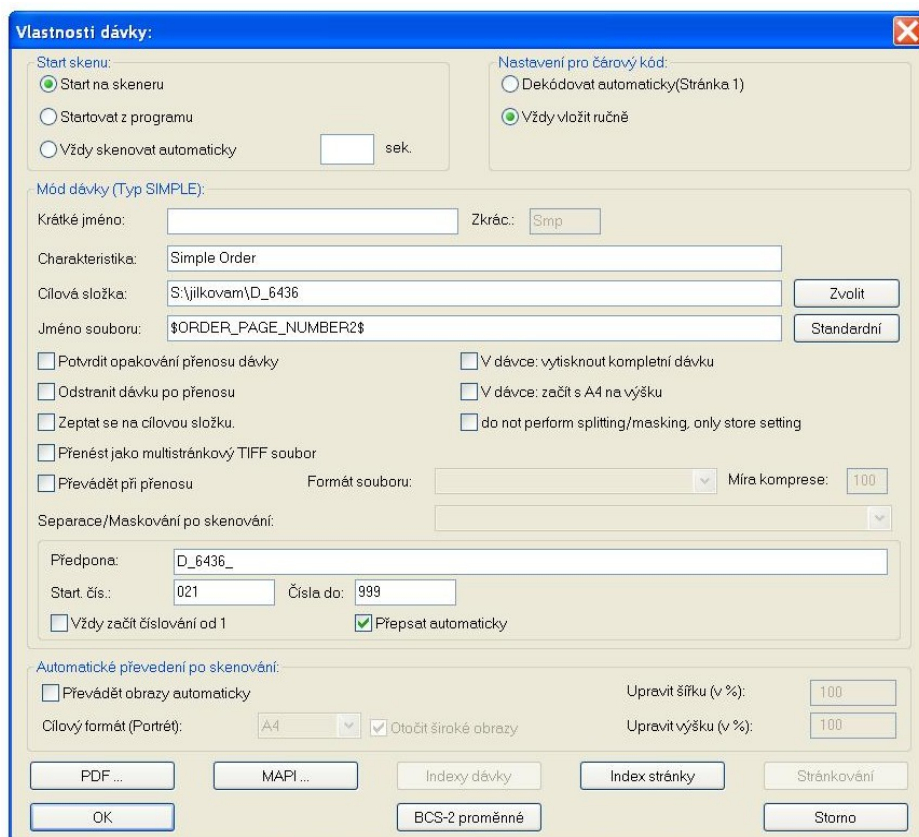 Vlastnosti dávky:
Start skenu:
Start na skeneru
Startovat z programu
Vždy skenovat automaticky sek.
Nastavení pro čárový kód:
Dekódovat automaticky(Stránka 1)
Vždy vložit ručně
Mód dávky (Typ SIMPLE):
Krátké jméno: Zkrác.: Smp
Charakteristika: Simple Order
Cílová složka: S:\jilkovam\D_6436 Zvolit
Jméno souboru: $ORDER_PAGE_NUMBER2$ Standardní
Potvrdit opakování přenosu dávky
Odstranit dávku po přenosu
Zeptat se na cílovou složku.
Přenést jako multistránkový TIFF soubor
V dávce: vytisknout kompletní dávku
V dávce: začít s A4 na výšku
do not perform splitting/masking, only store setting
Převádět při přenosu Formát souboru: Míra komprese: 100
Separace/Maskování po skenování:
Předpona: D_6436_
Start. čís.: 021 Čísla do: 999
Vždy začít číslování od 1 Přepsat automaticky
Automatické převedení po skenování:
Převádět obrazy automaticky Upravit šířku (v %): 100
Cílový formát (Portrét): A4 Otočit široké obrazy Upravit výšku (v %): 100
PDF ... MAPI ... Indexy dávky Index stránky Stránkování
OK BCS-2 proměnné Storno